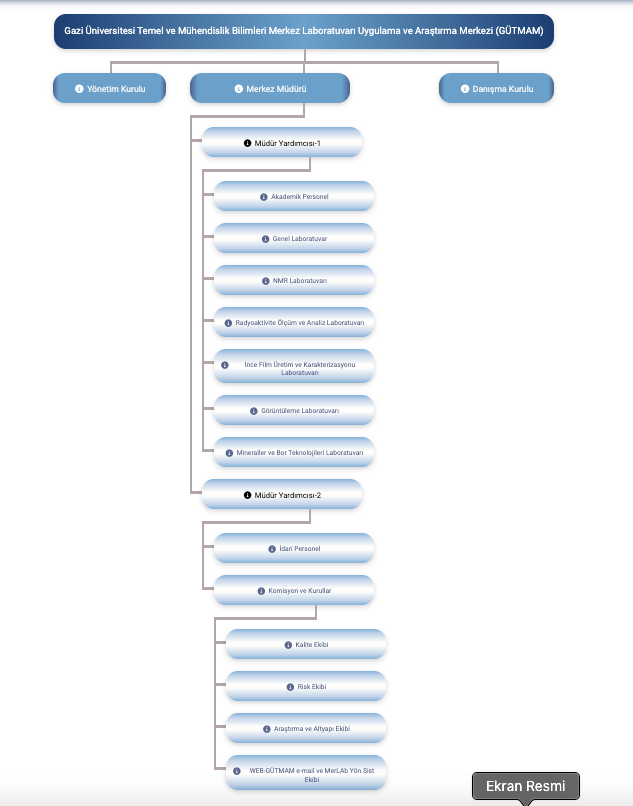 Gazi Üniversitesi Temel ve Mühendislik Bilimleri Merkez Laboratuvarı Uygulama ve Araştırma Merkezi (GÜTMAM)
Yönetim Kurulu
Merkez Müdürü
Danışma Kurulu
Müdür Yardımcısı-1
Akademik Personel
Genel Laboratuvar
NMR Laboratuvarı
Radyoaktivite Ölçüm ve Analiz Laboratuvarı
İnce Film Üretim ve Karakterizasyonu
Laboratuvarı
Görüntüleme Laboratuvarı
Mineraller ve Bor Teknolojileri Laboratuvarı
Müdür Yardımcısı-2
İdari Personel
Komisyon ve Kurullar
Kalite Ekibi
Risk Ekibi
Araştırma ve Altyapı Ekibi
WEB-GÜTMAM e-mail ve MerLAb Yön.Sist
Ekibi
Ekran Resmi